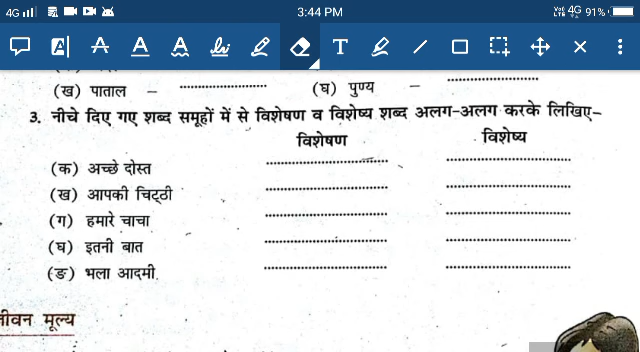 4G 3:44 PM VoLTE 4G 91%
A A A A T
(ख) पाताल – .................... (घ) पुण्य – ....................
3. नीचे दिए गए शब्द समूहों में से विशेषण व विशेष्य शब्द अलग-अलग करके लिखिए–
विशेषण विशेष्य
(क) अच्छे दोस्त .................... ....................
(ख) आपकी चिट्ठी .................... ....................
(ग) हमारे चाचा .................... ....................
(घ) इतनी बात .................... ....................
(ङ) भला आदमी .................... ....................
जीवन मूल्य